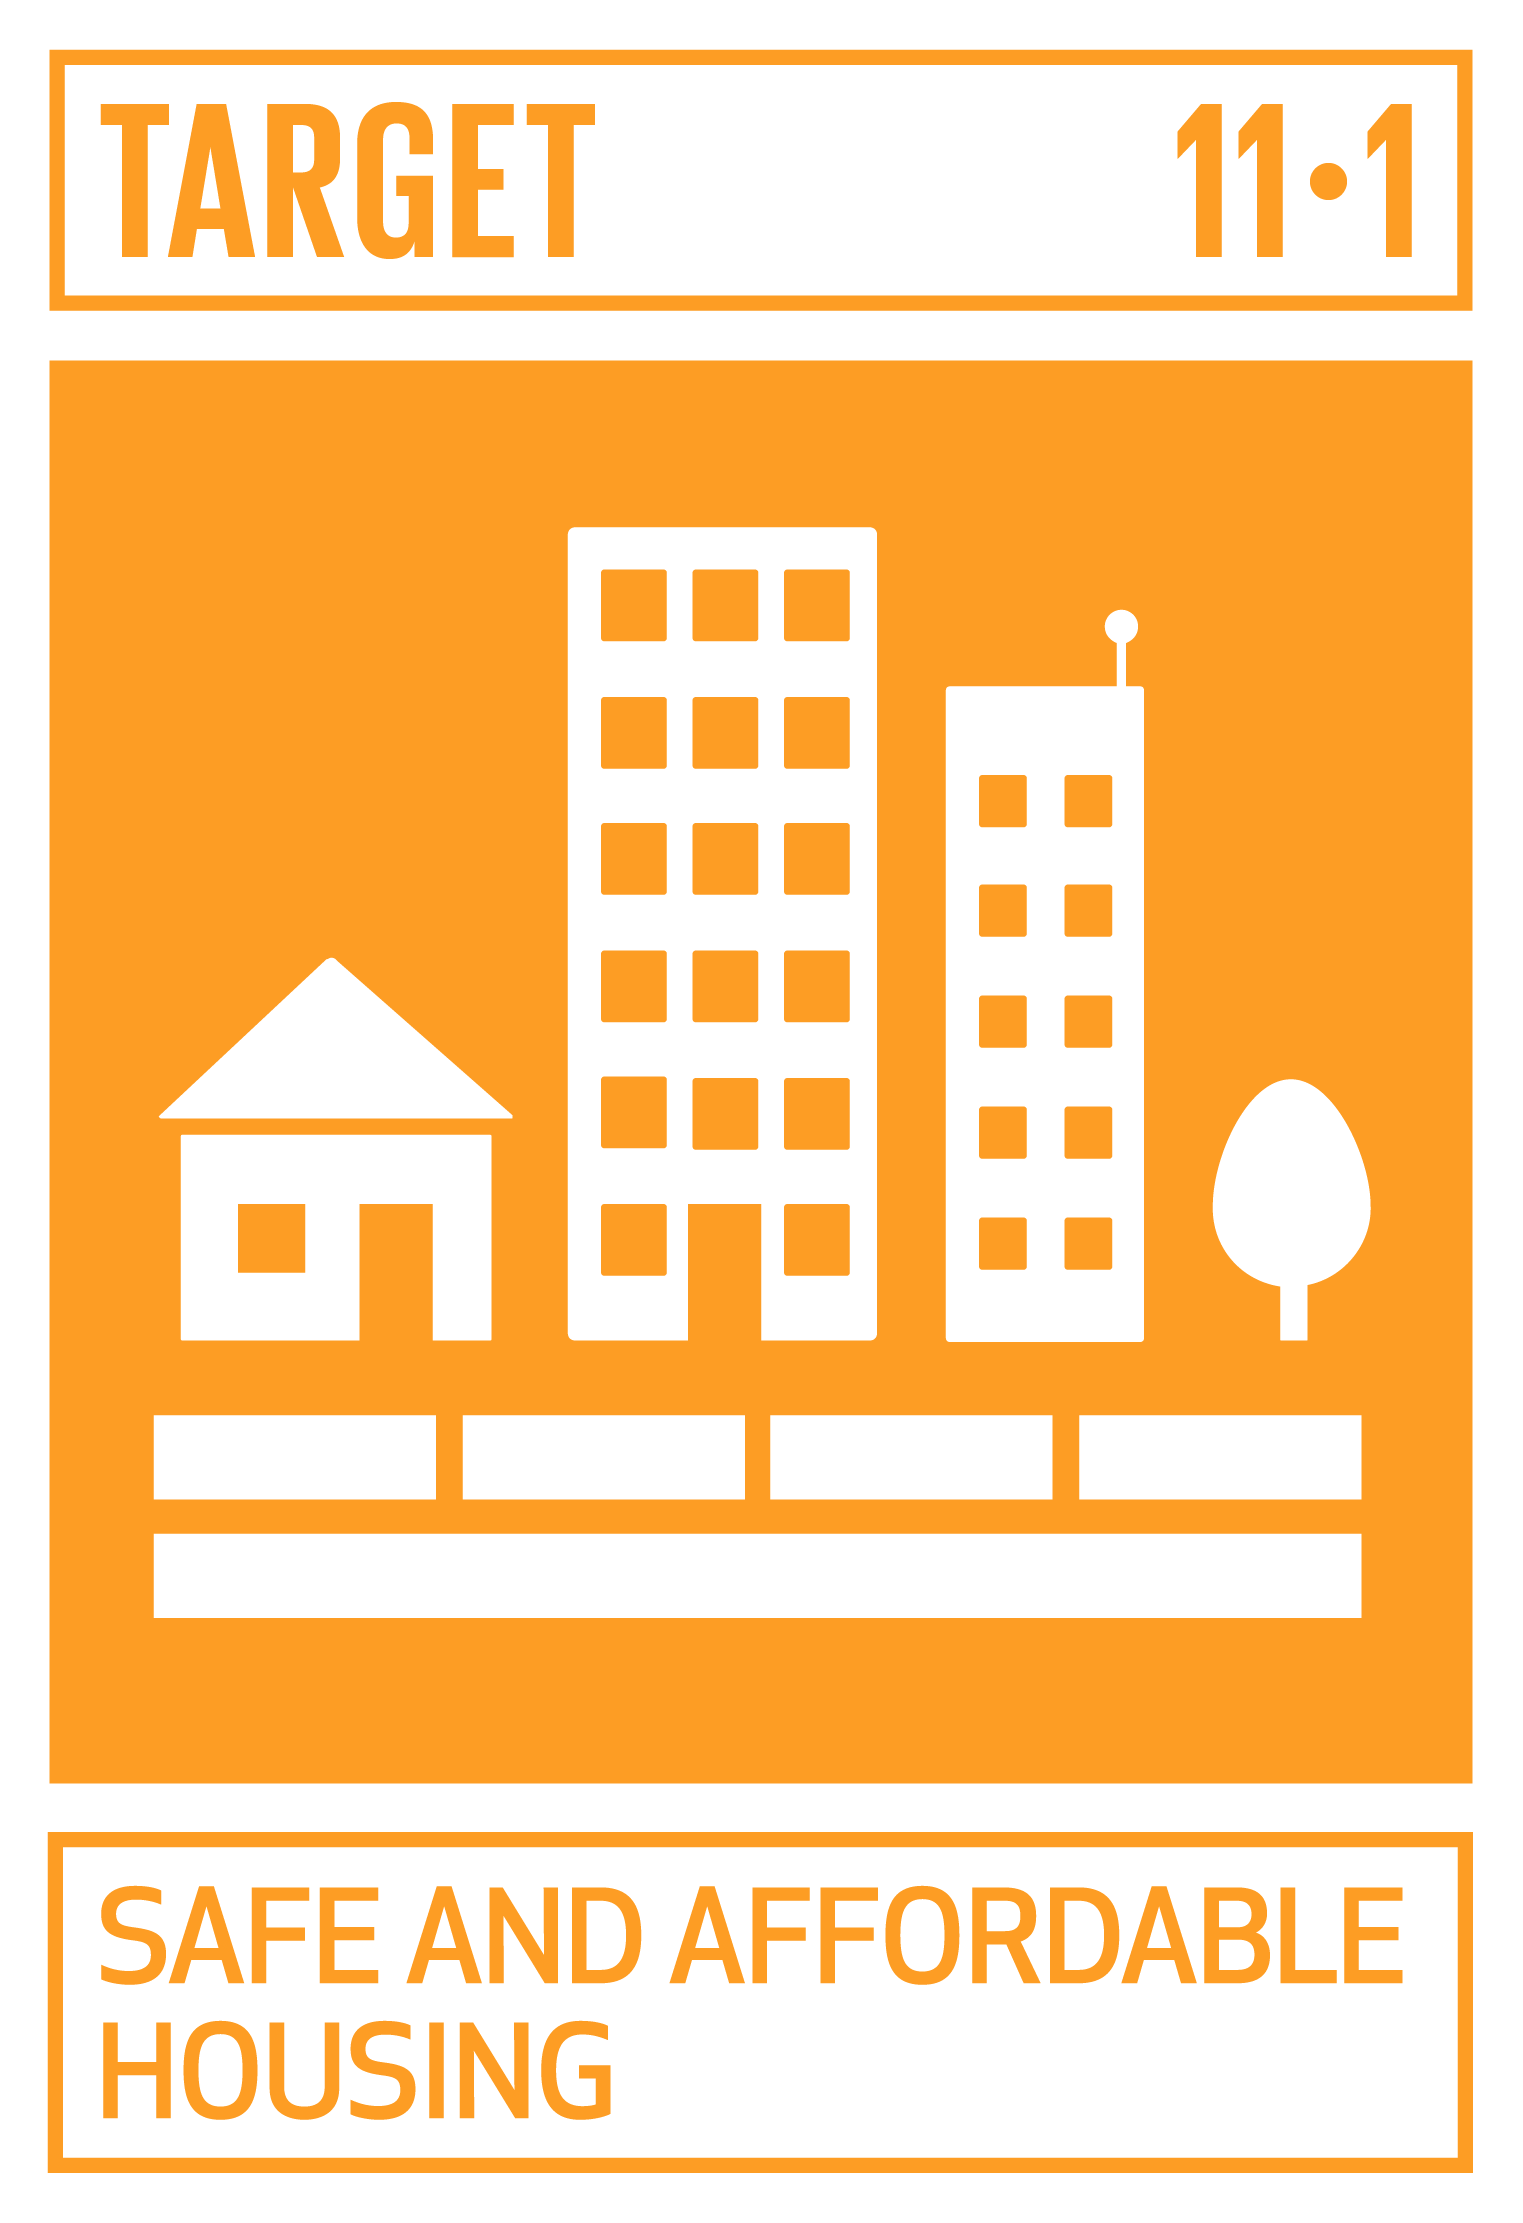 TARGET 11•1
SAFE AND AFFORDABLE
HOUSING